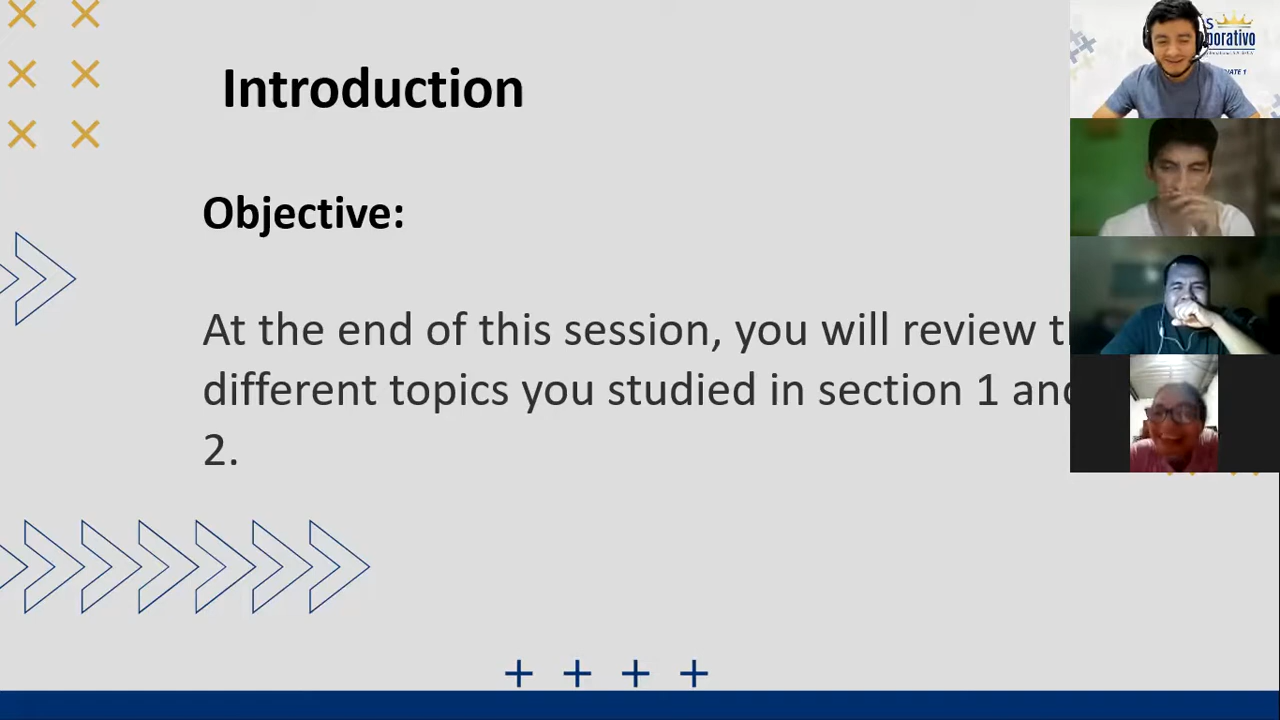 Introduction
Objective:
At the end of this session, you will review
different topics you studied in section 1 and
2.